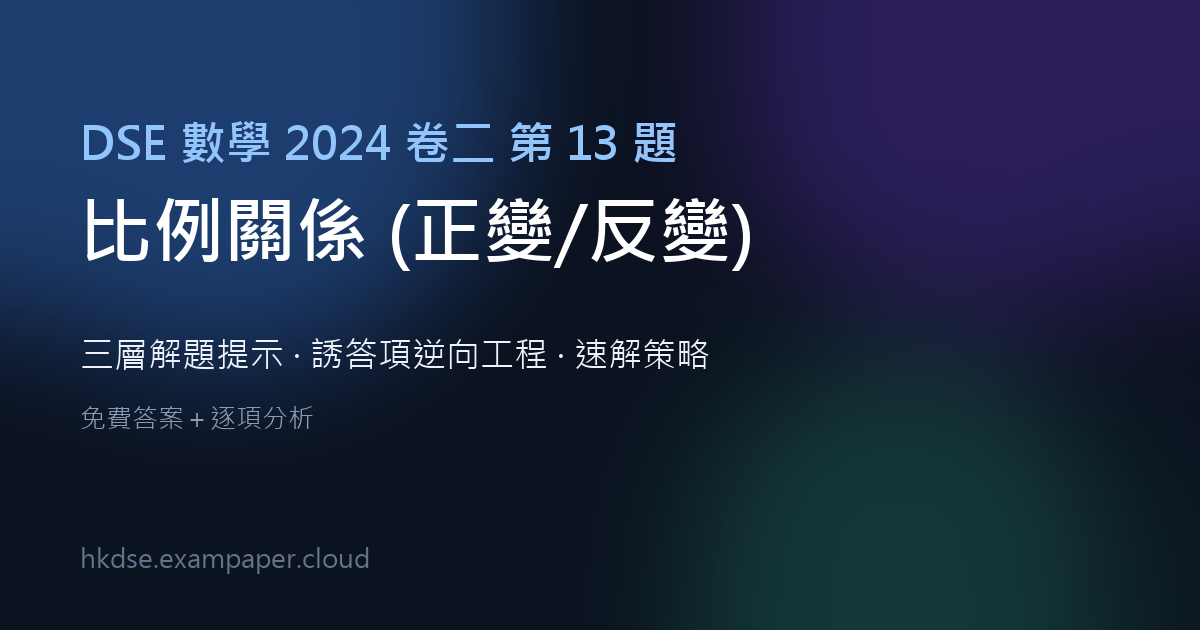 DSE 數學 2024 卷二 第 13 題
比例關係 (正變/反變)
三層解題提示 · 誘答項逆向工程 · 速解策略
免費答案 + 逐項分析
hkdse.exampaper.cloud